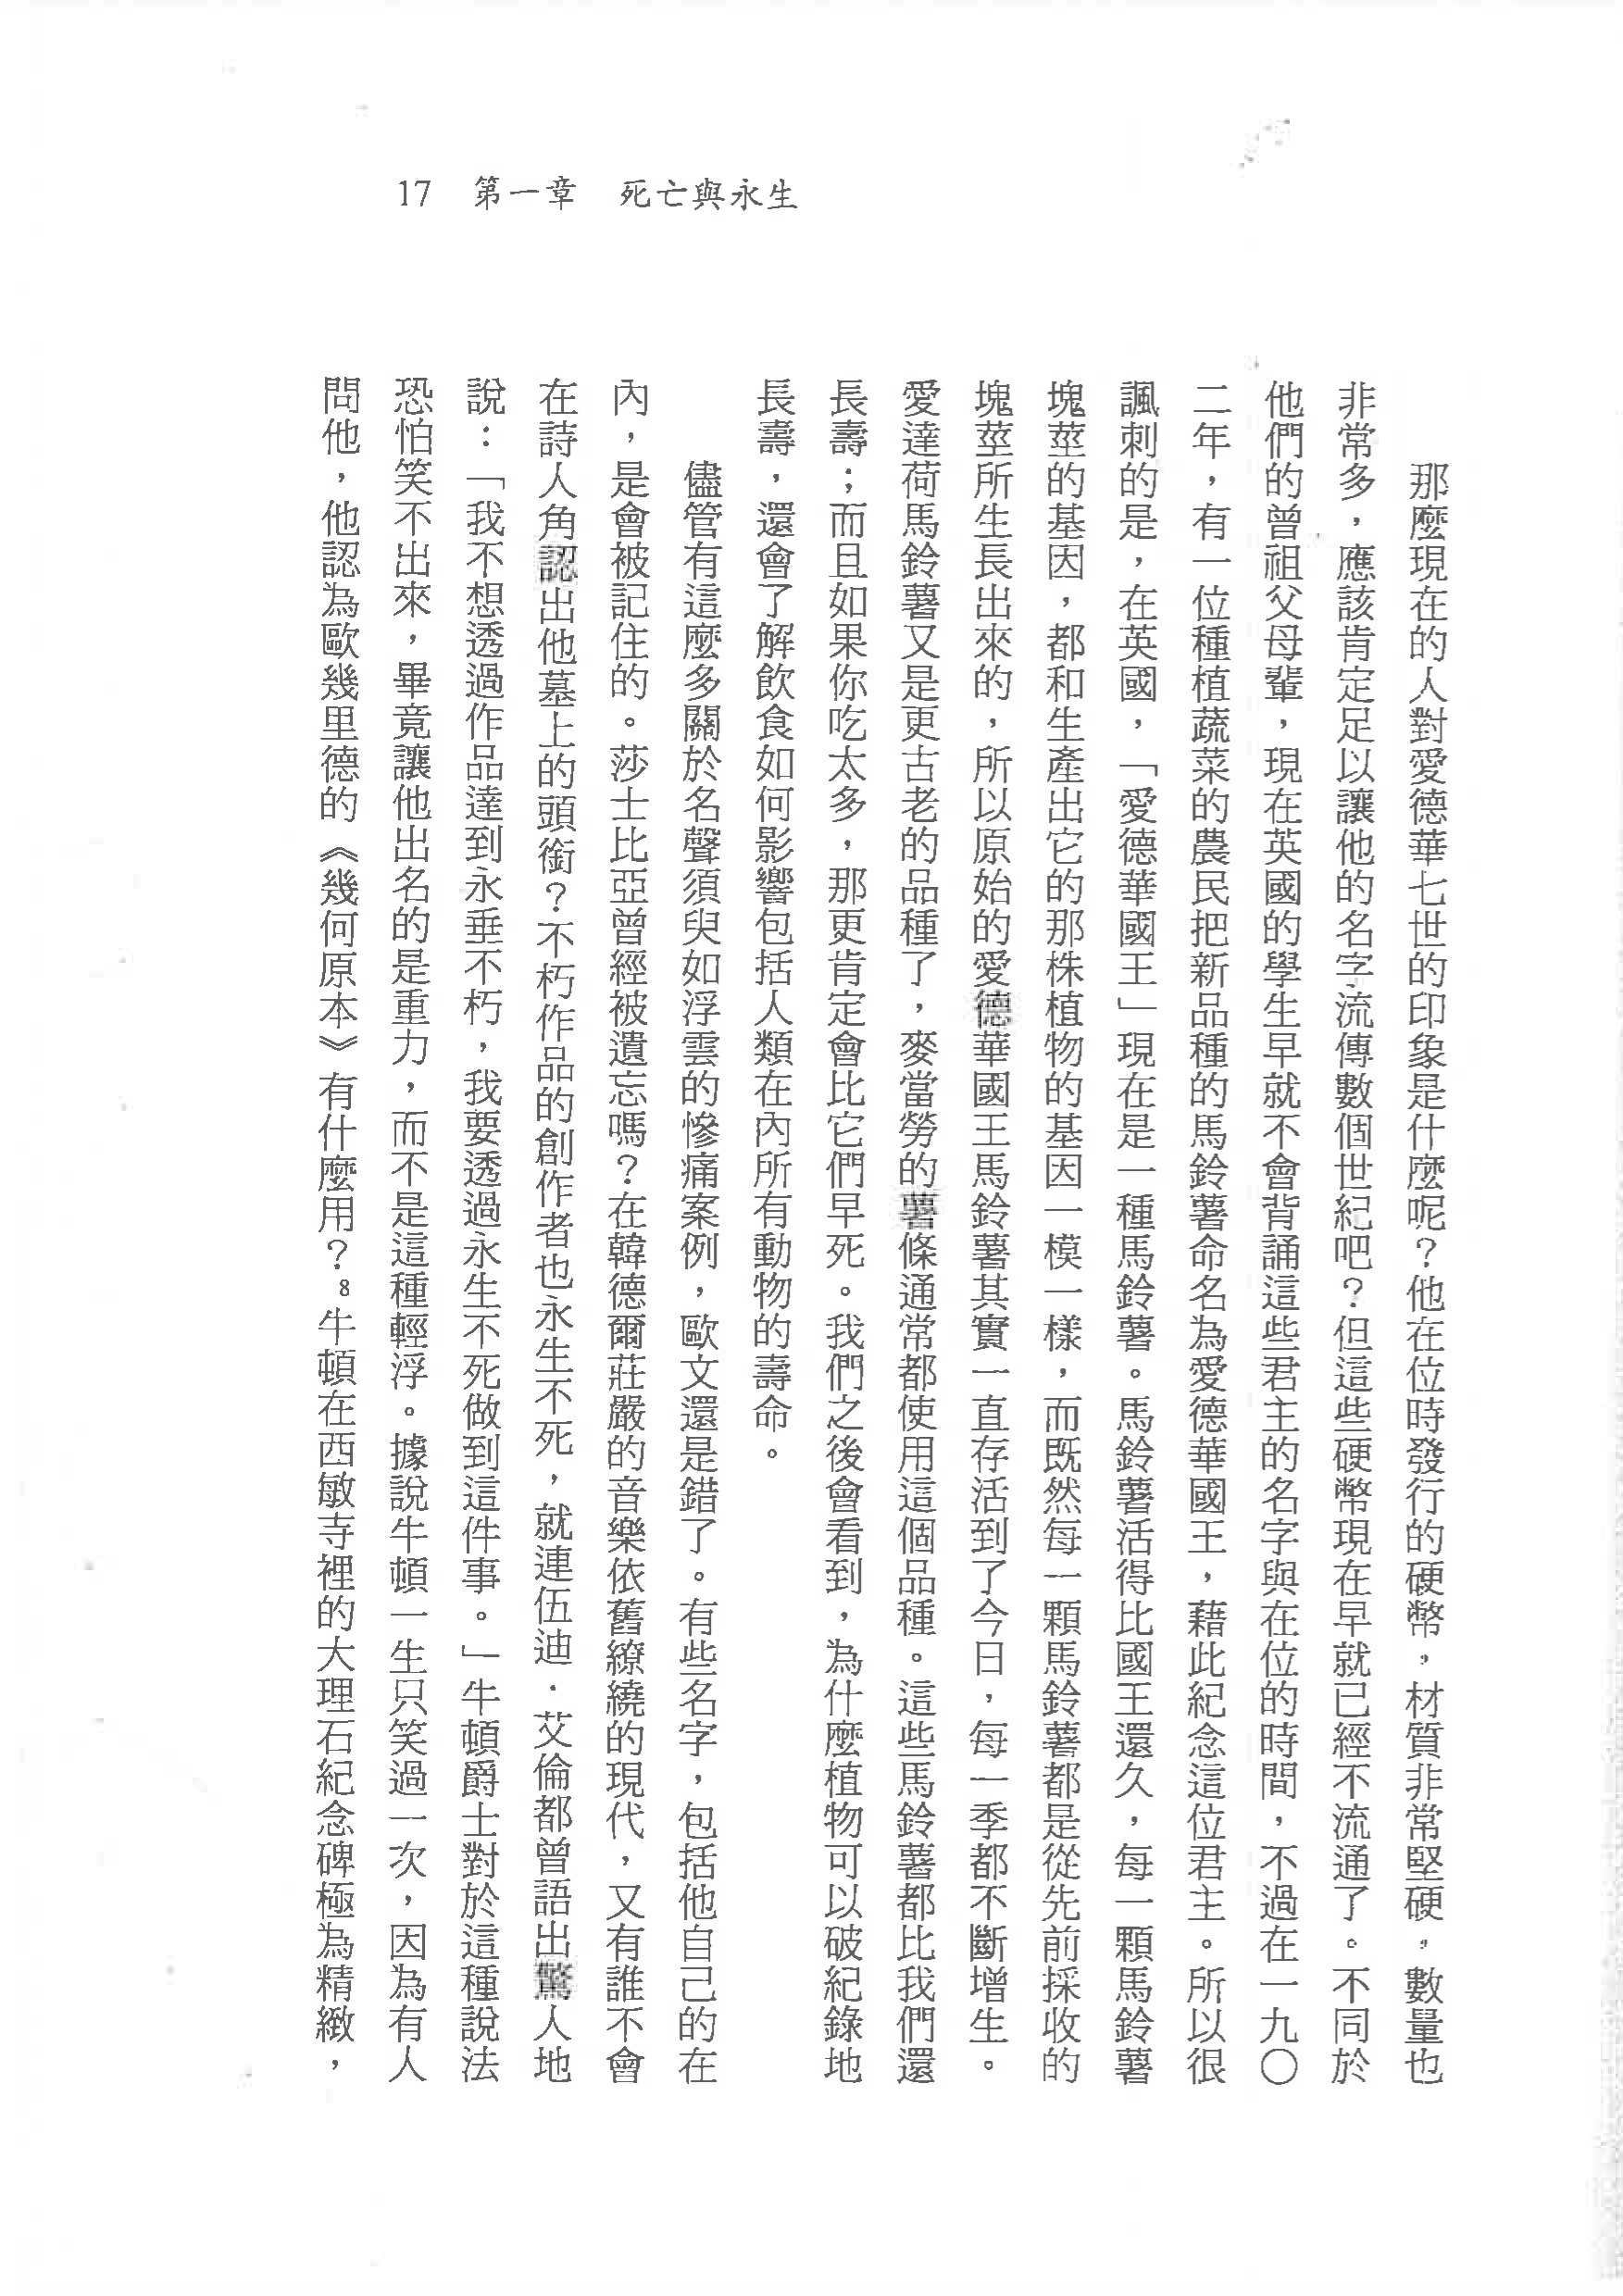 17　第一章　死亡與永生
那麼現在的人對愛德華七世的印象是什麼呢？他在位時發行的硬幣，材質非常堅硬，數量也
非常多，應該肯定足以讓他的名字流傳數個世紀吧？但這些硬幣現在早就已經不流通了。不同於
他們的曾祖父母輩，現在英國的學生早就不會背誦這些君主的名字與在位的時間，不過在一九〇
二年，有一位種植蔬菜的農民把新品種的馬鈴薯命名為愛德華國王，藉此紀念這位君主。所以很
諷刺的是，在英國，「愛德華國王」現在是一種馬鈴薯。馬鈴薯活得比國王還久，每一顆馬鈴薯
塊莖的基因，都和生產出它的那株植物的基因一模一樣，而既然每一顆馬鈴薯都是從先前採收的
塊莖所生長出來的，所以原始的愛德華國王馬鈴薯其實一直存活到了今日，每一季都不斷增生。
愛達荷馬鈴薯又是更古老的品種了，麥當勞的薯條通常都使用這個品種。這些馬鈴薯都比我們還
長壽；而且如果你吃太多，那更肯定會比它們早死。我們之後會看到，為什麼植物可以破紀錄地
長壽，還會了解飲食如何影響包括人類在內所有動物的壽命。
儘管有這麼多關於名聲須臾如浮雲的慘痛案例，歐文還是錯了。有些名字，包括他自己的在
內，是會被記住的。莎士比亞曾經被遺忘嗎？在韓德爾莊嚴的音樂依舊繚繞的現代，又有誰不會
在詩人角認出他墓上的頭銜？不朽作品的創作者也永生不死，就連伍迪．艾倫都曾語出驚人地
說：「我不想透過作品達到永垂不朽，我要透過永生不死做到這件事。」牛頓爵士對於這種說法
恐怕笑不出來，畢竟讓他出名的是重力，而不是這種輕浮。據說牛頓一生只笑過一次，因為有人
問他，他認為歐幾里德的《幾何原本》有什麼用？8牛頓在西敏寺裡的大理石紀念碑極為精緻，